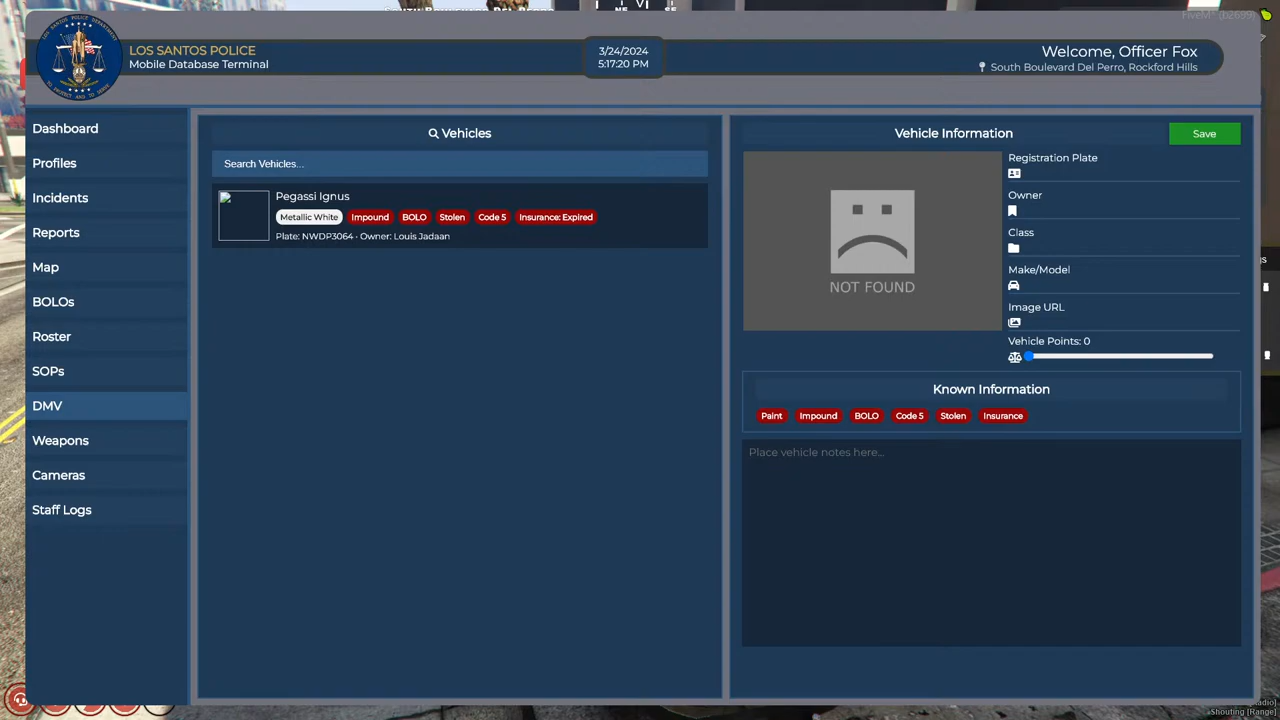 FiveM® (b2699)
LOS SANTOS POLICE
Mobile Database Terminal
3/24/2024
5:17:20 PM
Welcome, Officer Fox
South Boulevard Del Perro, Rockford Hills
Dashboard
Profiles
Incidents
Reports
Map
BOLOs
Roster
SOPs
DMV
Weapons
Cameras
Staff Logs
Vehicles
Search Vehicles...
Pegassi Ignus
Metallic White Impound BOLO Stolen Code 5 Insurance: Expired
Plate: NWDP3064 · Owner: Louis Jadaan
Vehicle Information
Save
NOT FOUND
Registration Plate
Owner
Class
Make/Model
Image URL
Vehicle Points: 0
Known Information
Paint Impound BOLO Code 5 Stolen Insurance
Place vehicle notes here...
Shouting [Range]